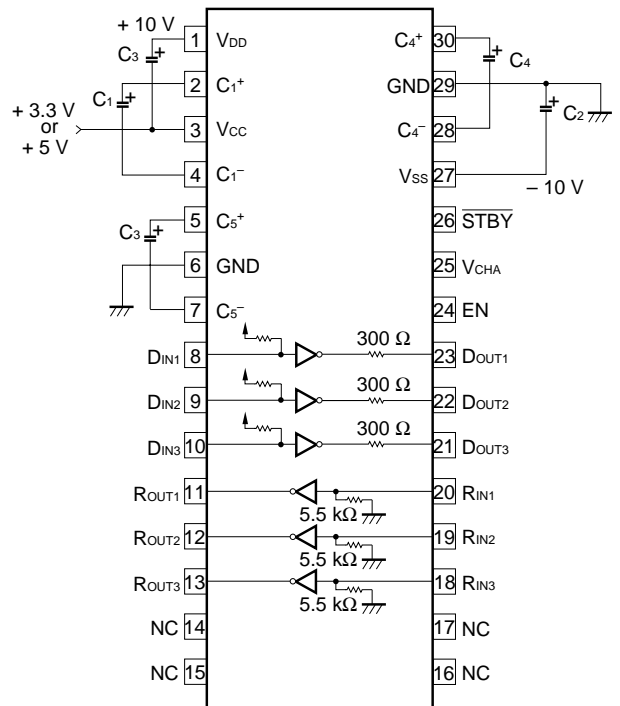 + 10 V
C3
1 VDD
C4+ 30
C4
2 C1+
GND 29
C1
+ 3.3 V
or
+ 5 V
3 VCC
C4− 28
C2
4 C1−
VSS 27
− 10 V
5 C5+
STBY 26
C3
6 GND
VCHA 25
7 C5−
EN 24
DIN1 8
300 Ω
23 DOUT1
DIN2 9
300 Ω
22 DOUT2
DIN3 10
300 Ω
21 DOUT3
ROUT1 11
5.5 kΩ
20 RIN1
ROUT2 12
5.5 kΩ
19 RIN2
ROUT3 13
5.5 kΩ
18 RIN3
NC 14
17 NC
NC 15
16 NC
+
+
+
+
+